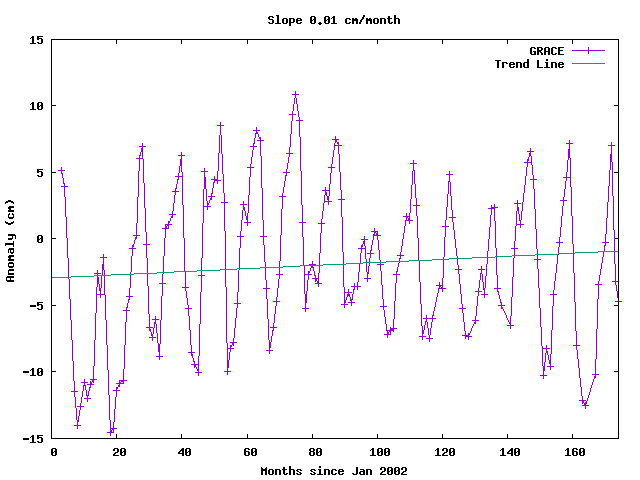 Slope 0.01 cm/month
GRACE
Trend Line
15
10
5
0
-5
-10
-15
Anomaly (cm)
0 20 40 60 80 100 120 140 160
Months since Jan 2002